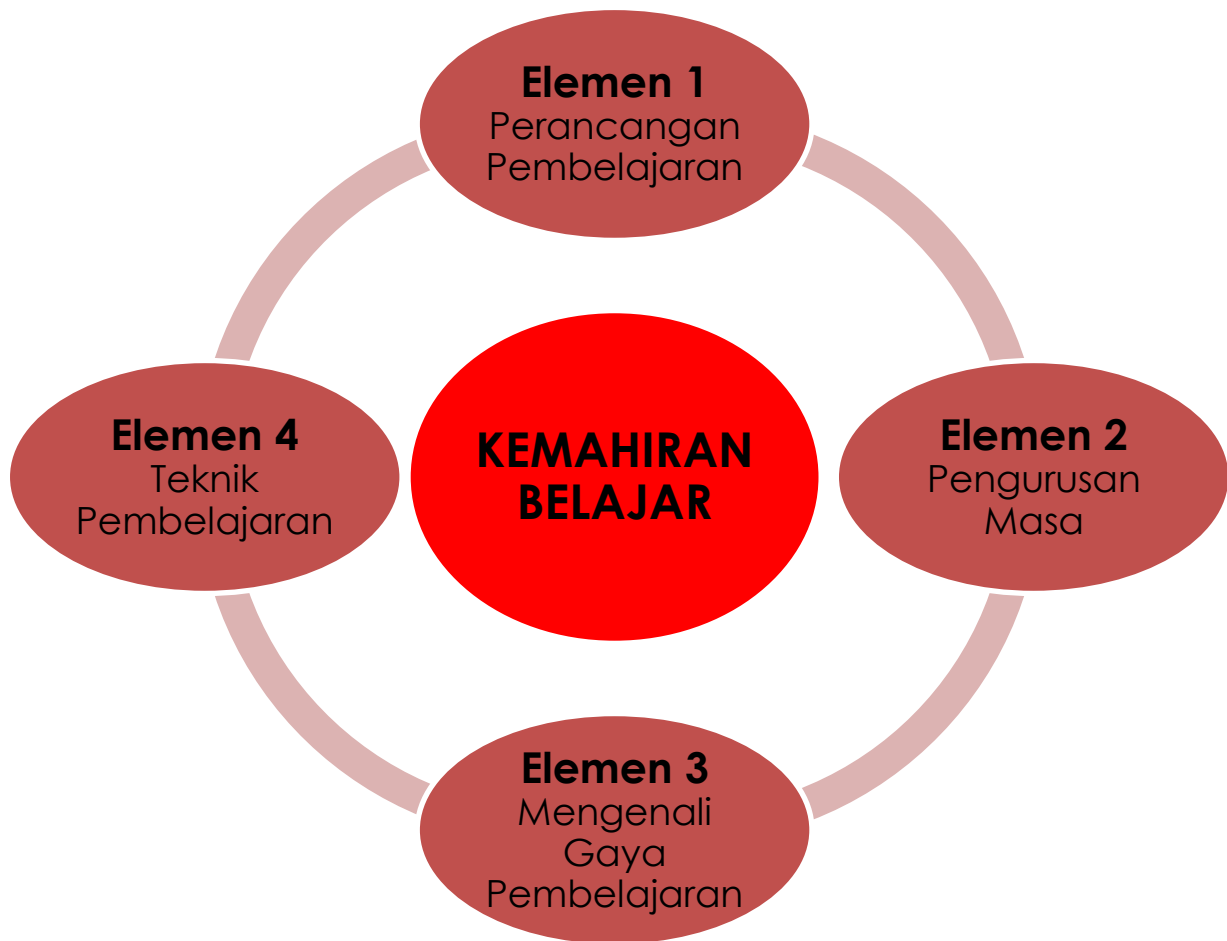 Elemen 1
Perancangan
Pembelajaran
Elemen 4
Teknik
Pembelajaran
KEMAHIRAN
BELAJAR
Elemen 2
Pengurusan
Masa
Elemen 3
Mengenali
Gaya
Pembelajaran